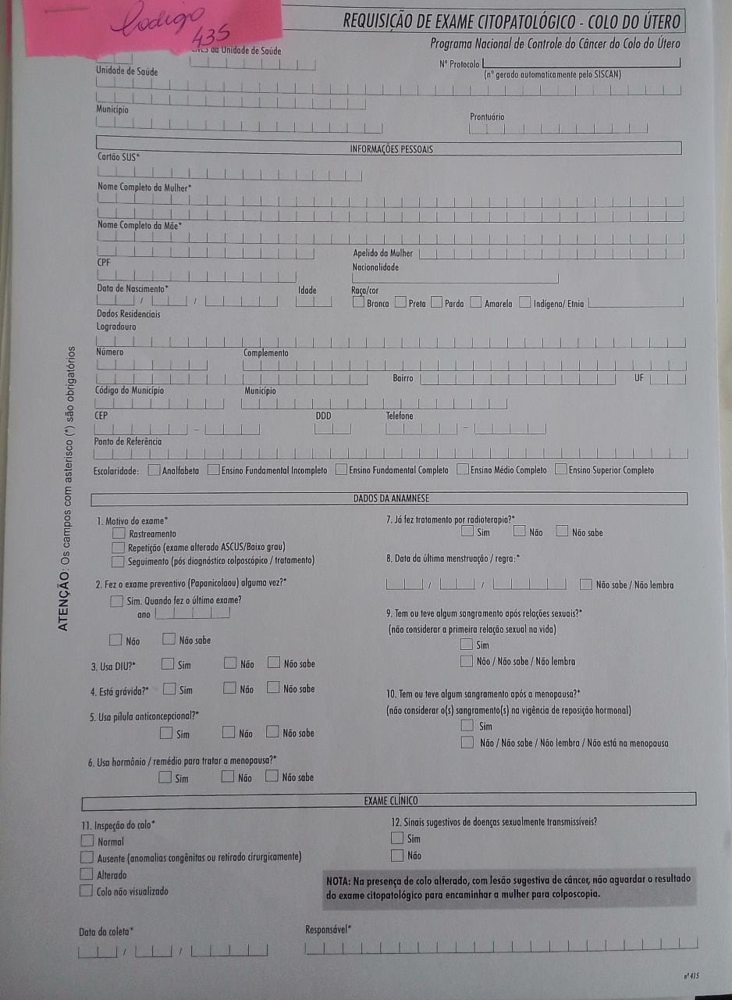 Codigo
435
REQUISIÇÃO DE EXAME CITOPATOLÓGICO - COLO DO ÚTERO
Programa Nacional de Controle do Câncer do Colo do Útero
da Unidade de Saúde
Nº Protocolo
(nº gerado automaticamente pelo SISCAN)
Unidade de Saúde
Município
Prontuário
INFORMAÇÕES PESSOAIS
Cartão SUS*
Nome Completo da Mulher*
Nome Completo da Mãe*
Apelido da Mulher
CPF
Nacionalidade
Data de Nascimento* Idade Raça/cor
/ / Branca Preta Parda Amarela Indígena/ Etnia
Dados Residenciais
Logradouro
Número Complemento
Bairro UF
Código do Município Município
CEP DDD Telefone
– –
Ponto de Referência
Escolaridade: Analfabeta Ensino Fundamental Incompleto Ensino Fundamental Completo Ensino Médio Completo Ensino Superior Completo
ATENÇÃO: Os campos com asterisco (*) são obrigatórios
DADOS DA ANAMNESE
1. Motivo do exame*
Rastreamento
Repetição (exame alterado ASCUS/Baixo grau)
Seguimento (pós diagnóstico colposcópico / tratamento)
2. Fez o exame preventivo (Papanicolaou) alguma vez?*
Sim. Quando fez o último exame?
ano
Não Não sabe
3. Usa DIU?* Sim Não Não sabe
4. Está grávida?* Sim Não Não sabe
5. Usa pílula anticoncepcional?*
Sim Não Não sabe
6. Usa hormônio / remédio para tratar a menopausa?*
Sim Não Não sabe
7. Já fez tratamento por radioterapia?*
Sim Não Não sabe
8. Data da última menstruação / regra:*
/ / Não sabe / Não lembra
9. Tem ou teve algum sangramento após relações sexuais?*
(não considerar a primeira relação sexual na vida)
Sim
Não / Não sabe / Não lembra
10. Tem ou teve algum sangramento após a menopausa?*
(não considerar o(s) sangramento(s) na vigência de reposição hormonal)
Sim
Não / Não sabe / Não lembra / Não está na menopausa
EXAME CLÍNICO
11. Inspeção do colo*
Normal
Ausente (anomalias congênitas ou retirado cirurgicamente)
Alterado
Colo não visualizado
12. Sinais sugestivos de doenças sexualmente transmissíveis?
Sim
Não
NOTA: Na presença de colo alterado, com lesão sugestiva de câncer, não aguardar o resultado
do exame citopatológico para encaminhar a mulher para colposcopia.
Data da coleta* Responsável*
/ /
nº 415